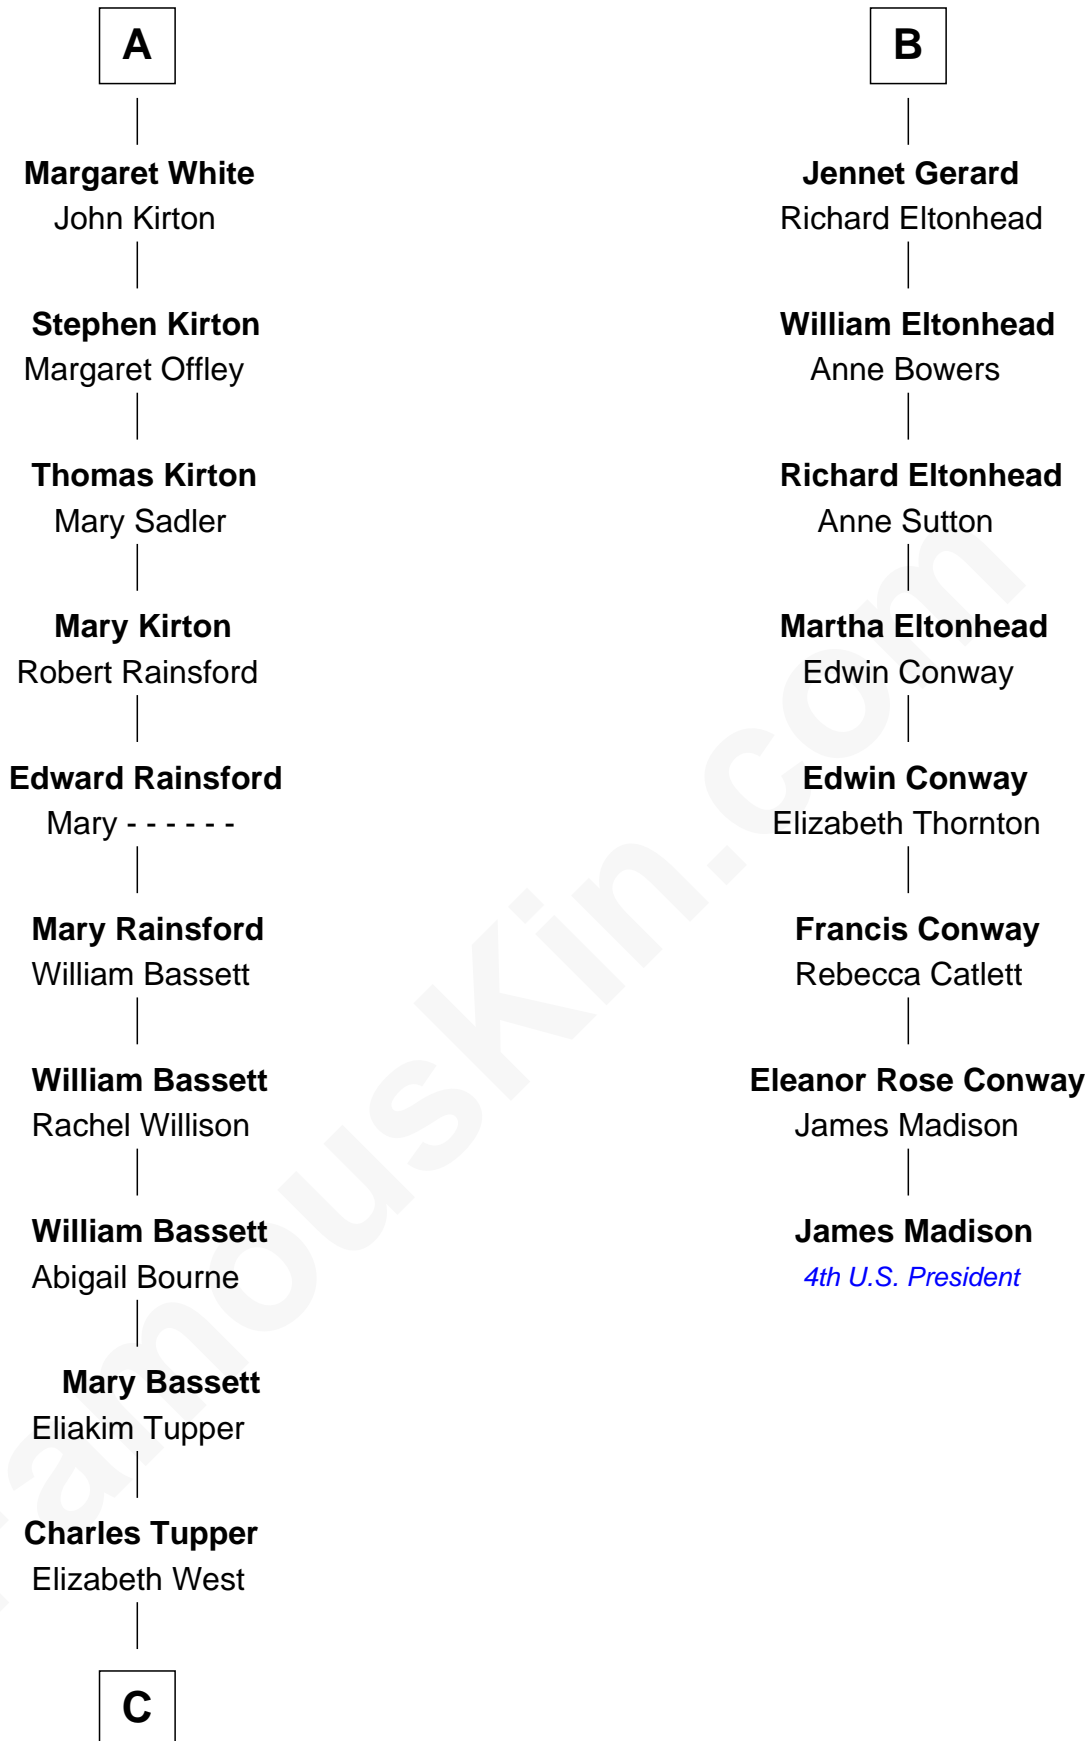 A
Margaret White
John Kirton
Stephen Kirton
Margaret Offley
Thomas Kirton
Mary Sadler
Mary Kirton
Robert Rainsford
Edward Rainsford
Mary - - - - - -
Mary Rainsford
William Bassett
William Bassett
Rachel Willison
William Bassett
Abigail Bourne
Mary Bassett
Eliakim Tupper
Charles Tupper
Elizabeth West
C
B
Jennet Gerard
Richard Eltonhead
William Eltonhead
Anne Bowers
Richard Eltonhead
Anne Sutton
Martha Eltonhead
Edwin Conway
Edwin Conway
Elizabeth Thornton
Francis Conway
Rebecca Catlett
Eleanor Rose Conway
James Madison
James Madison
4th U.S. President
FamousKin.com